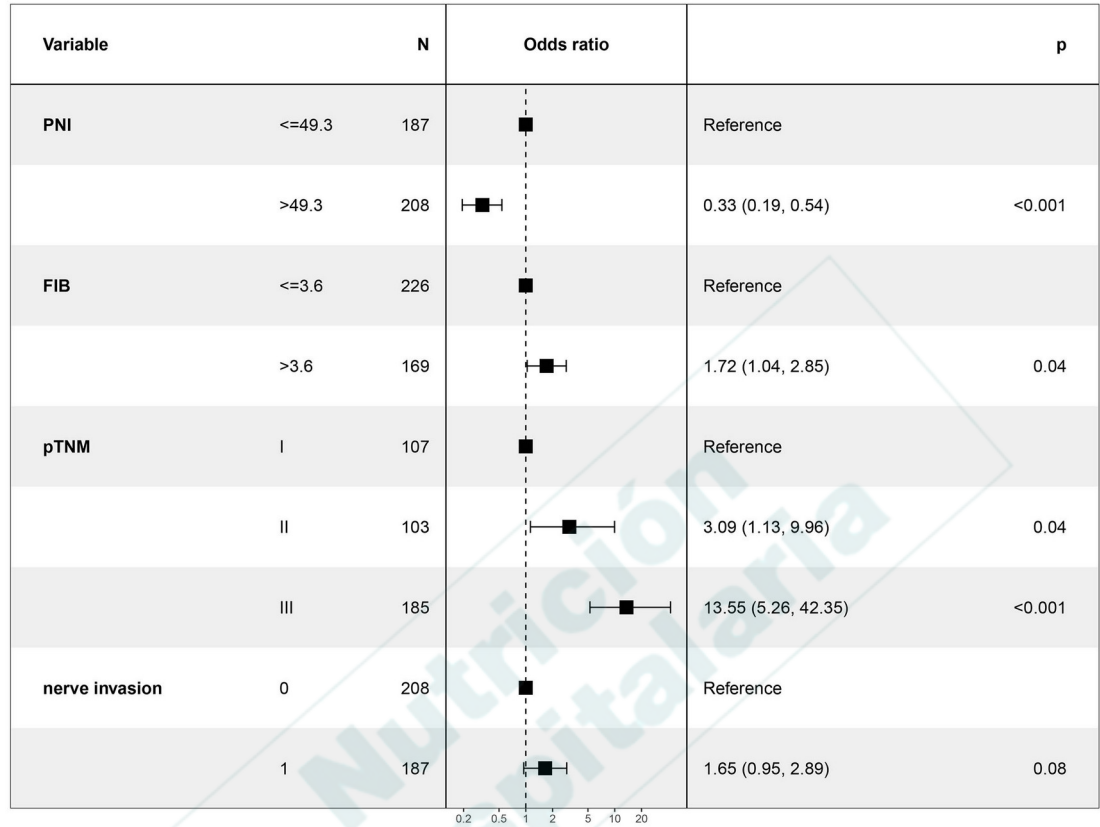 Variable N Odds ratio p
PNI <=49.3 187 Reference
>49.3 208 0.33 (0.19, 0.54) <0.001
FIB <=3.6 226 Reference
>3.6 169 1.72 (1.04, 2.85) 0.04
pTNM I 107 Reference
II 103 3.09 (1.13, 9.96) 0.04
III 185 13.55 (5.26, 42.35) <0.001
nerve invasion 0 208 Reference
1 187 1.65 (0.95, 2.89) 0.08
0.2 0.5 1 2 5 10 20
Nutrición